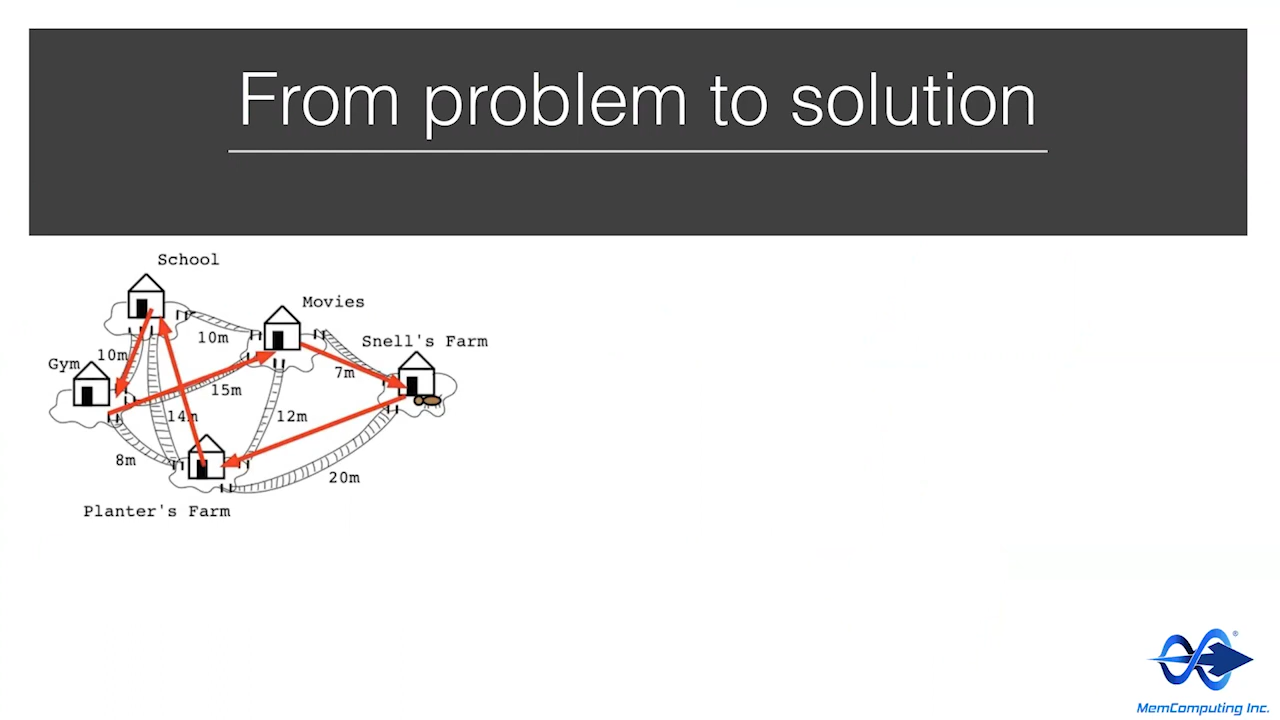 From problem to solution
School
Movies
10m
Snell's Farm
Gym
10m
7m
15m
14m
12m
8m
20m
Planter's Farm
®
MemComputing Inc.